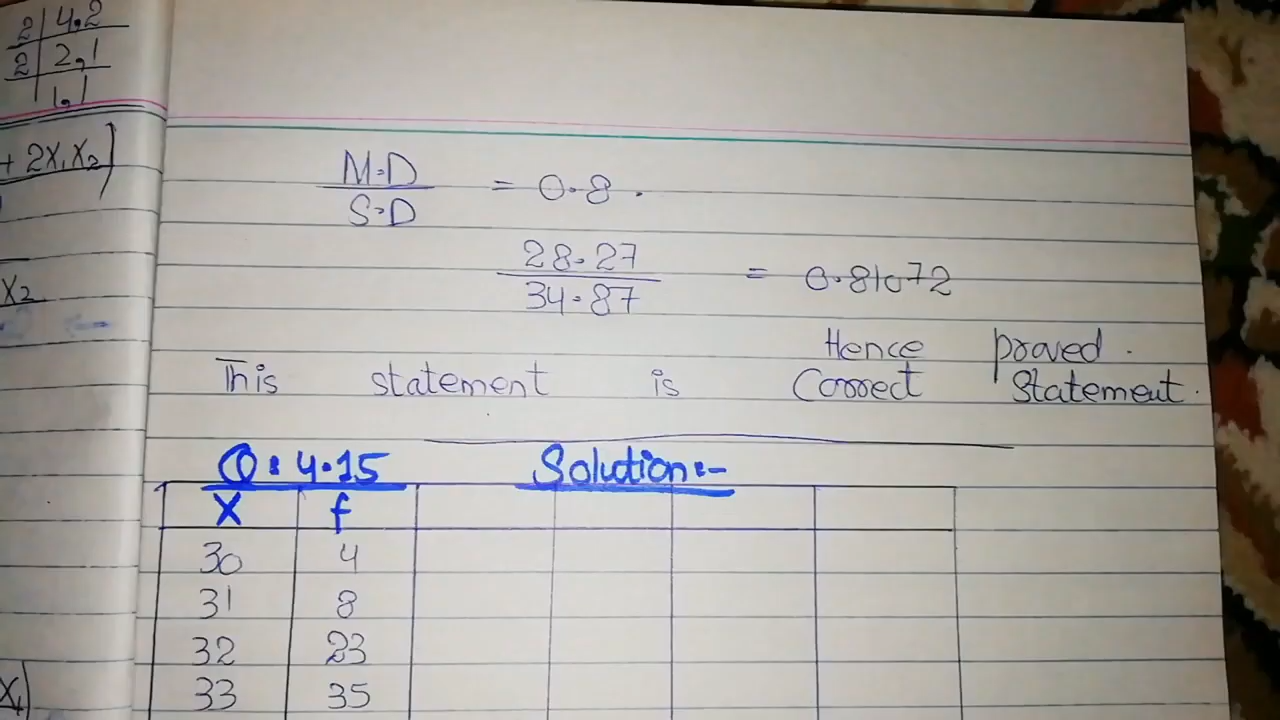 2 | 4,2
2 | 2,1
1,1
+ 2X₁X₂)
X₂
M.D / S.D = 0.8.
28.27 / 34.87 = 0.81072
Hence proved.
This statement is Correct Statement.
Q: 4.15 Solution:-
X f
30 4
31 8
32 23
33 35